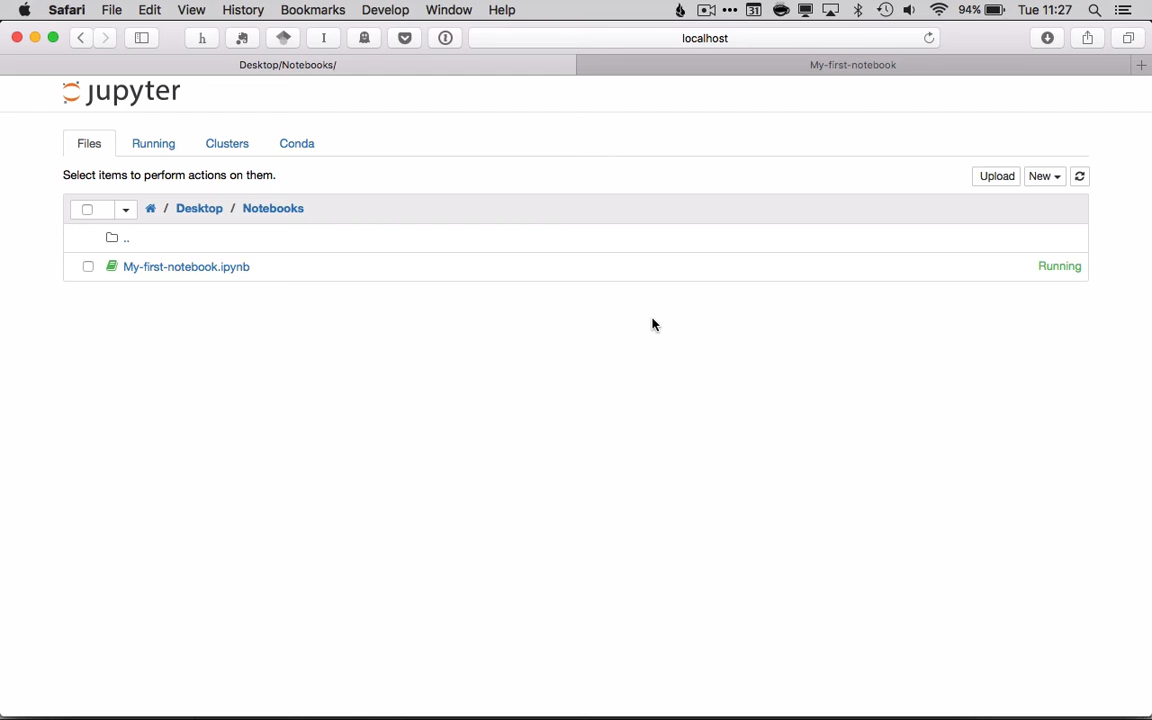 Safari File Edit View History Bookmarks Develop Window Help 31 94% Tue 11:27
h I localhost
Desktop/Notebooks/ My-first-notebook
jupyter
Files Running Clusters Conda
Select items to perform actions on them. Upload New
/ Desktop / Notebooks
..
My-first-notebook.ipynb Running